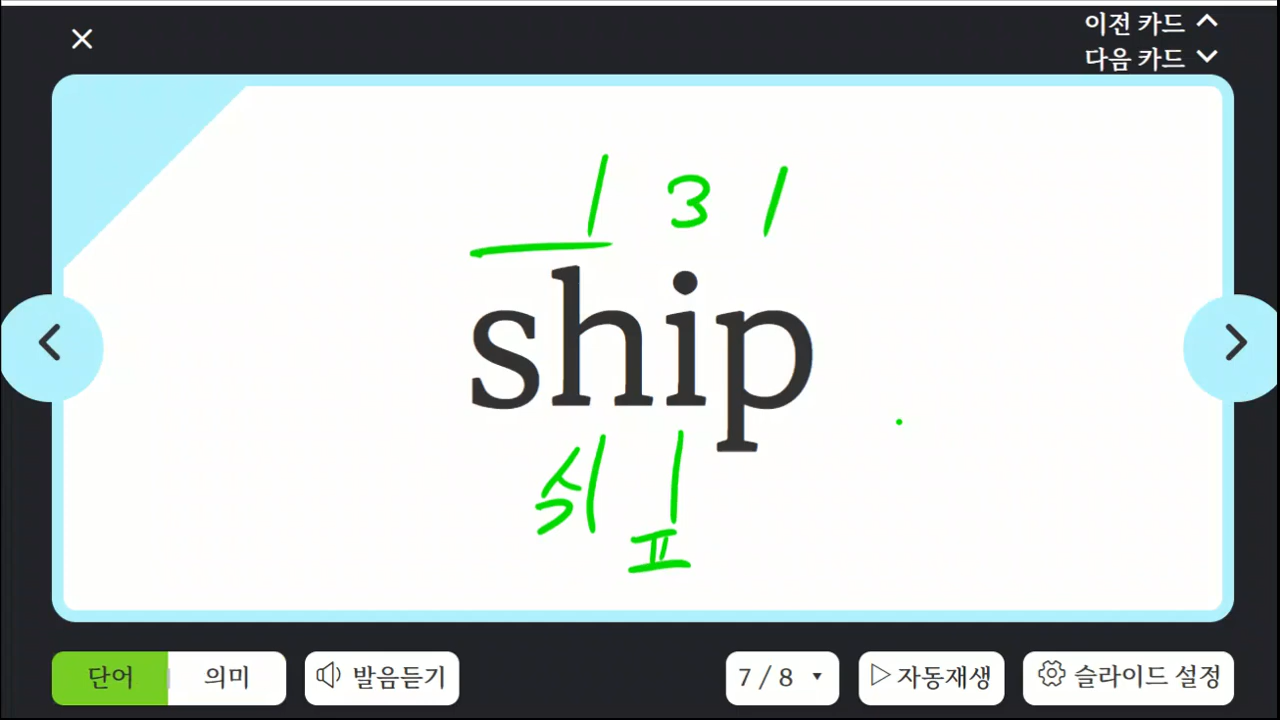 이전 카드
다음 카드
1 3 1
ship
단어 의미 발음듣기 7 / 8 자동재생 슬라이드 설정